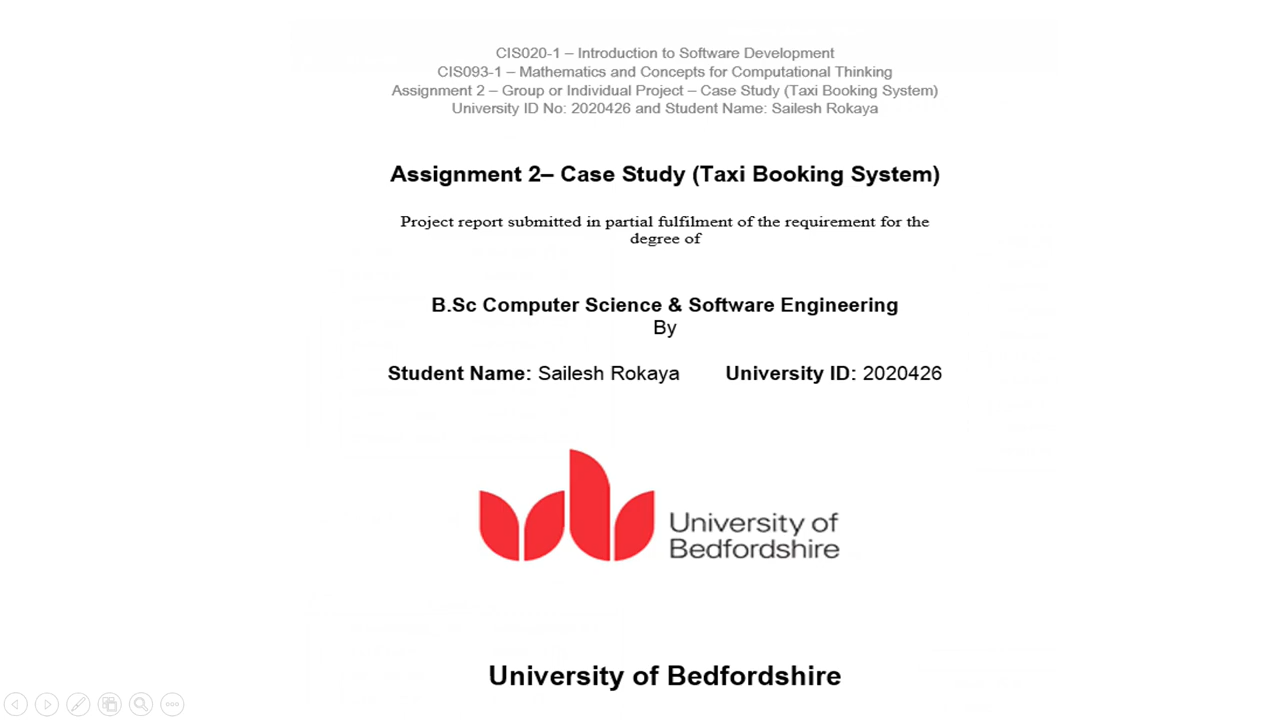 CIS020-1 – Introduction to Software Development
CIS093-1 – Mathematics and Concepts for Computational Thinking
Assignment 2 – Group or Individual Project – Case Study (Taxi Booking System)
University ID No: 2020426 and Student Name: Sailesh Rokaya
Assignment 2– Case Study (Taxi Booking System)
Project report submitted in partial fulfilment of the requirement for the
degree of
B.Sc Computer Science & Software Engineering
By
Student Name: Sailesh Rokaya University ID: 2020426
University of
Bedfordshire
University of Bedfordshire